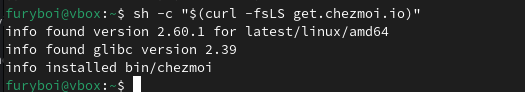 furyboi@vbox:~$ sh -c "$(curl -fsLS get.chezmoi.io)"
info found version 2.60.1 for latest/linux/amd64
info found glibc version 2.39
info installed bin/chezmoi
furyboi@vbox:~$